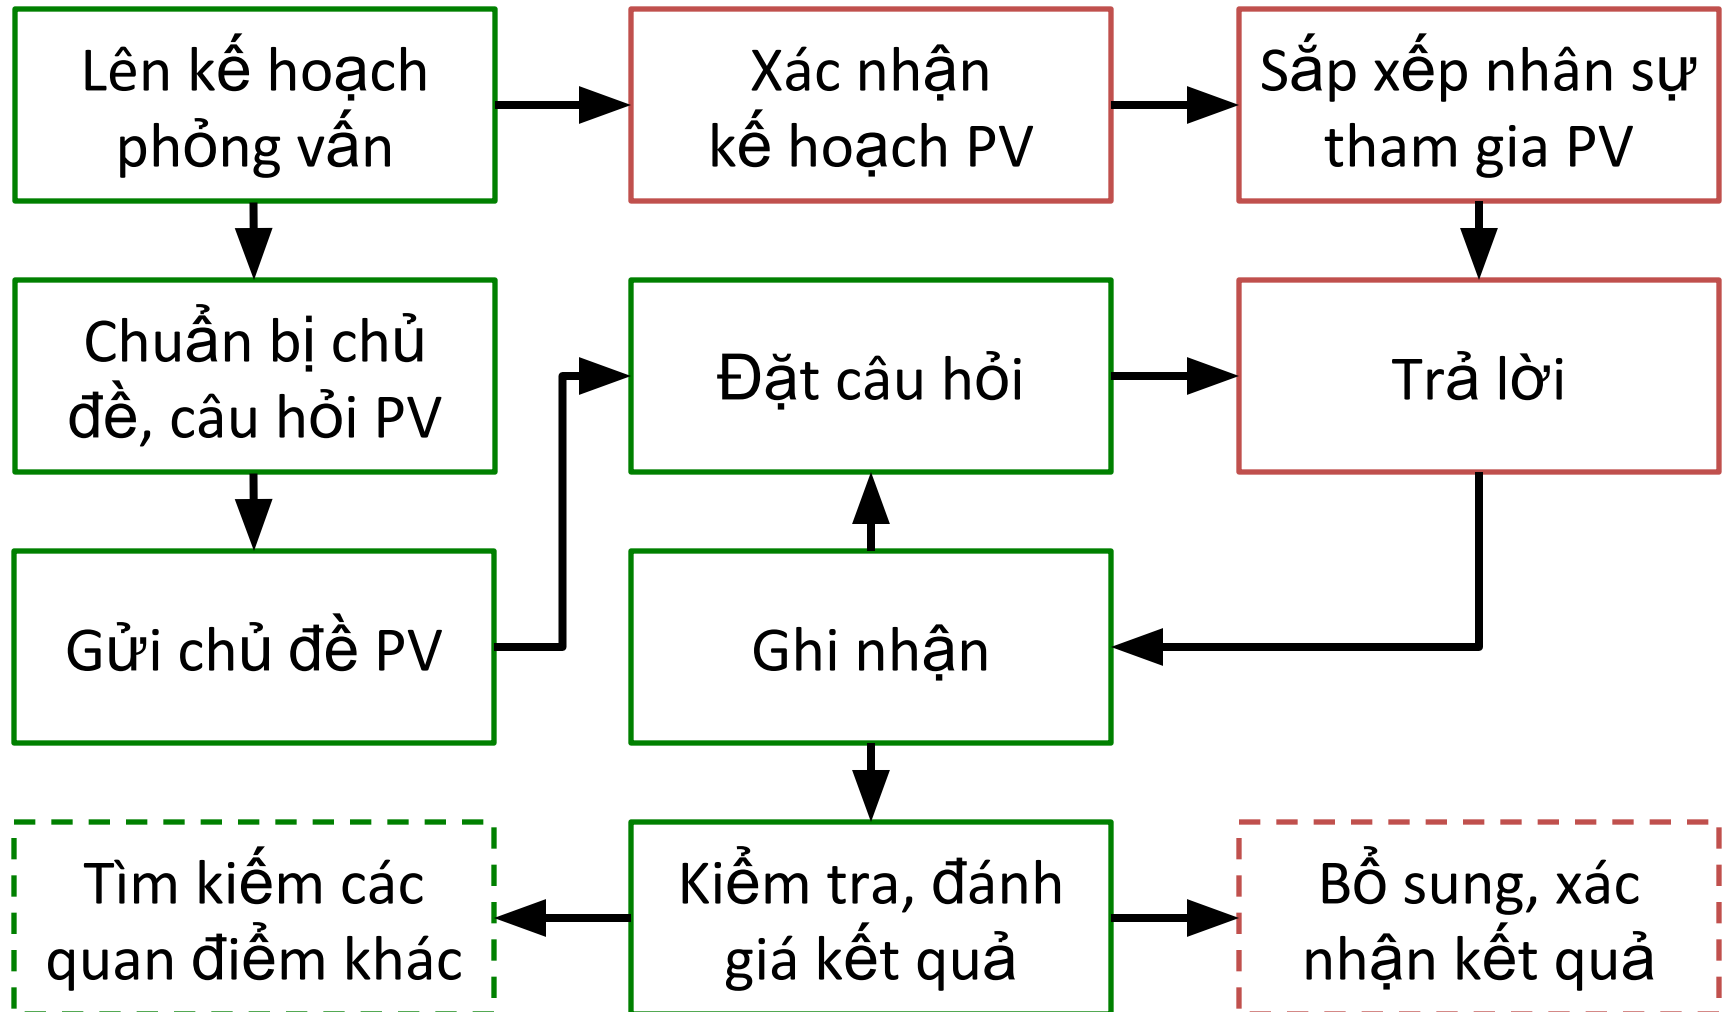 Lên kế hoạch
phỏng vấn
Xác nhận
kế hoạch PV
Sắp xếp nhân sự
tham gia PV
Chuẩn bị chủ
đề, câu hỏi PV
Đặt câu hỏi
Trả lời
Gửi chủ đề PV
Ghi nhận
Tìm kiếm các
quan điểm khác
Kiểm tra, đánh
giá kết quả
Bổ sung, xác
nhận kết quả